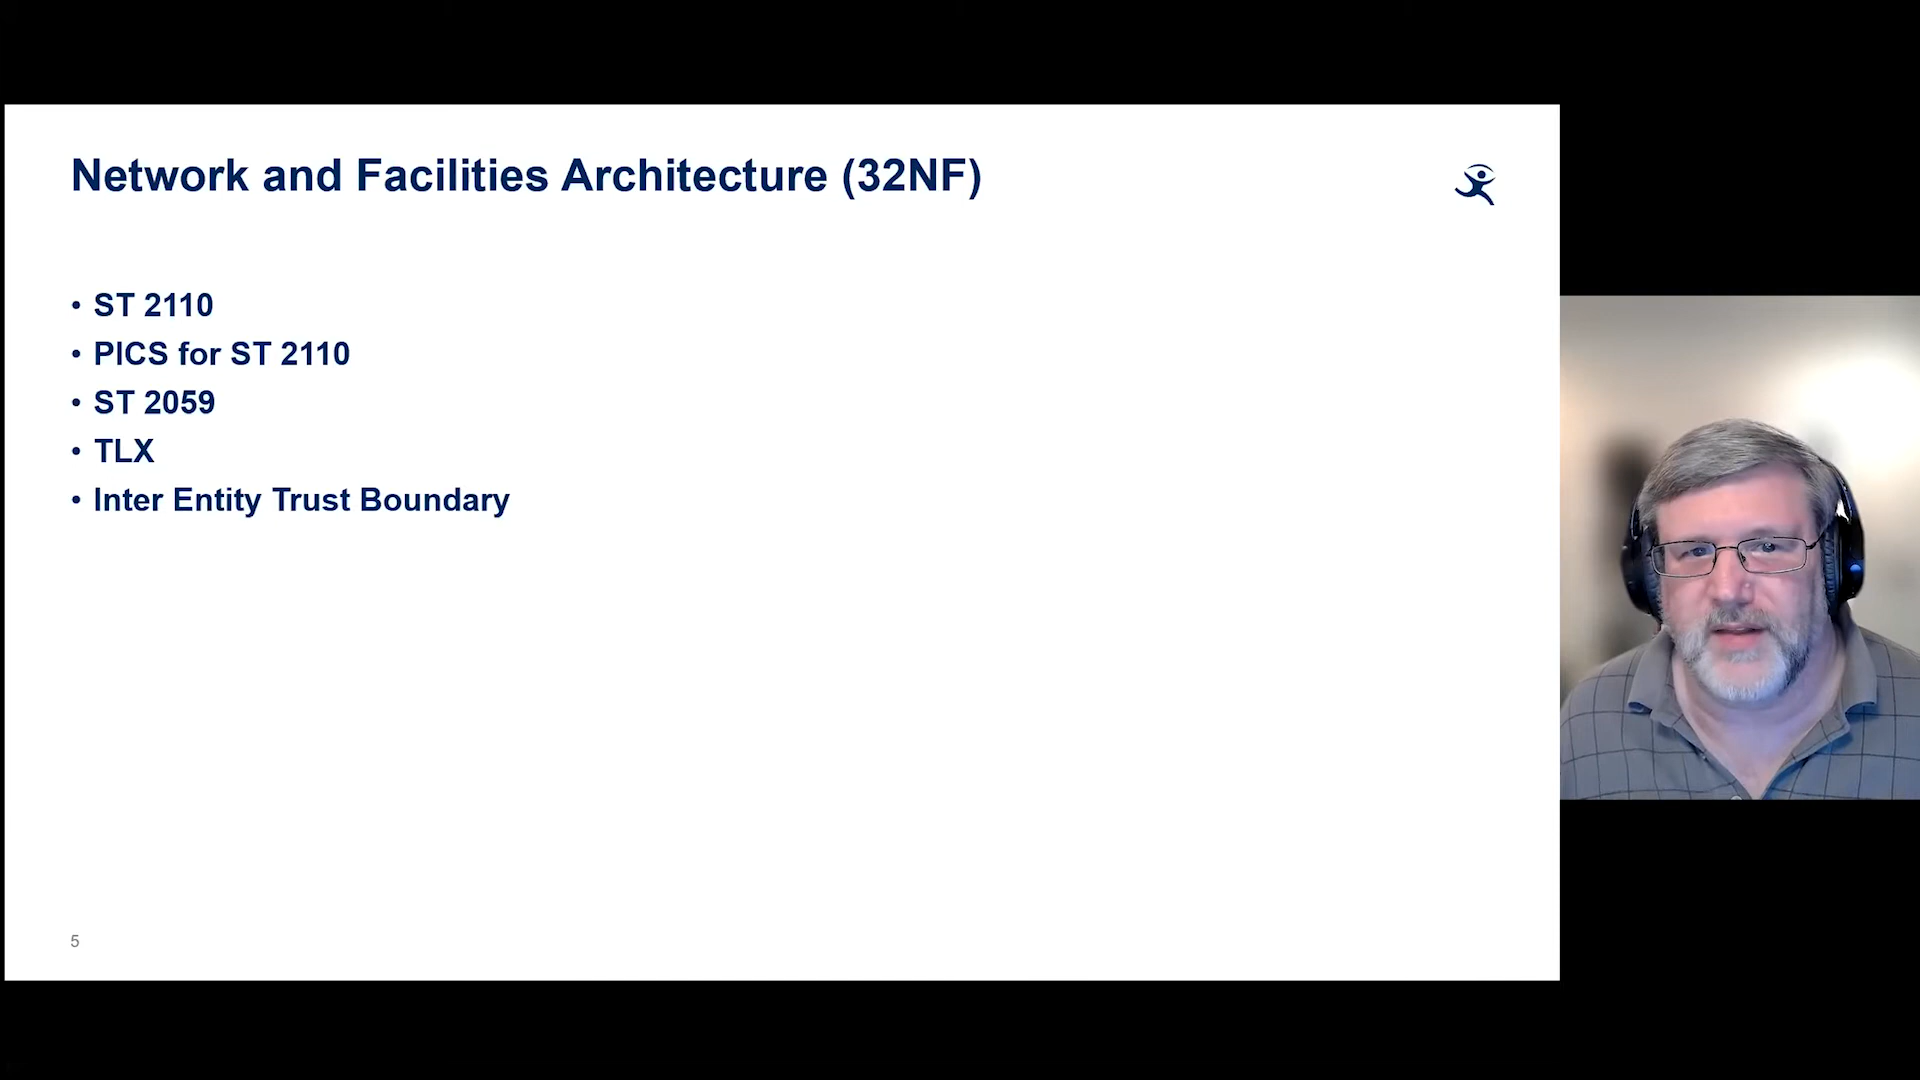 Network and Facilities Architecture (32NF)
• ST 2110
• PICS for ST 2110
• ST 2059
• TLX
• Inter Entity Trust Boundary
5